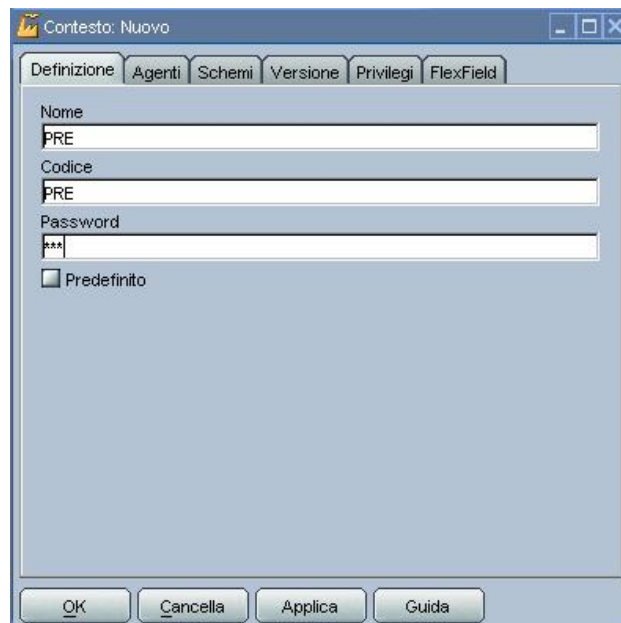 Contesto: Nuovo
Definizione Agenti Schemi Versione Privilegi FlexField
Nome
PRE
Codice
PRE
Password
***
Predefinito
OK Cancella Applica Guida